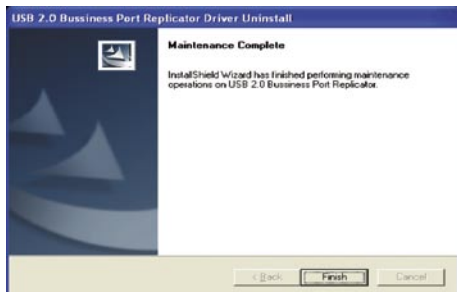 USB 2.0 Bussiness Port Replicator Driver Uninstall
Maintenance Complete
InstallShield Wizard has finished performing maintenance
operations on USB 2.0 Bussiness Port Replicator.
< Back
Finish
Cancel